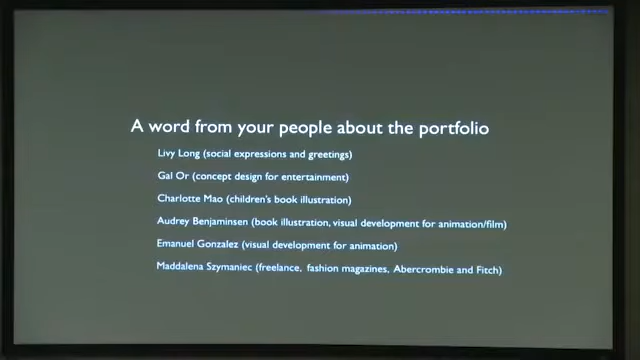 A word from your people about the portfolio
Livy Long (social expressions and greetings)
Gal Or (concept design for entertainment)
Charlotte Mao (children's book illustration)
Audrey Benjaminsen (book illustration, visual development for animation/film)
Emanuel Gonzalez (visual development for animation)
Maddalena Szymaniec (freelance, fashion magazines, Abercrombie and Fitch)